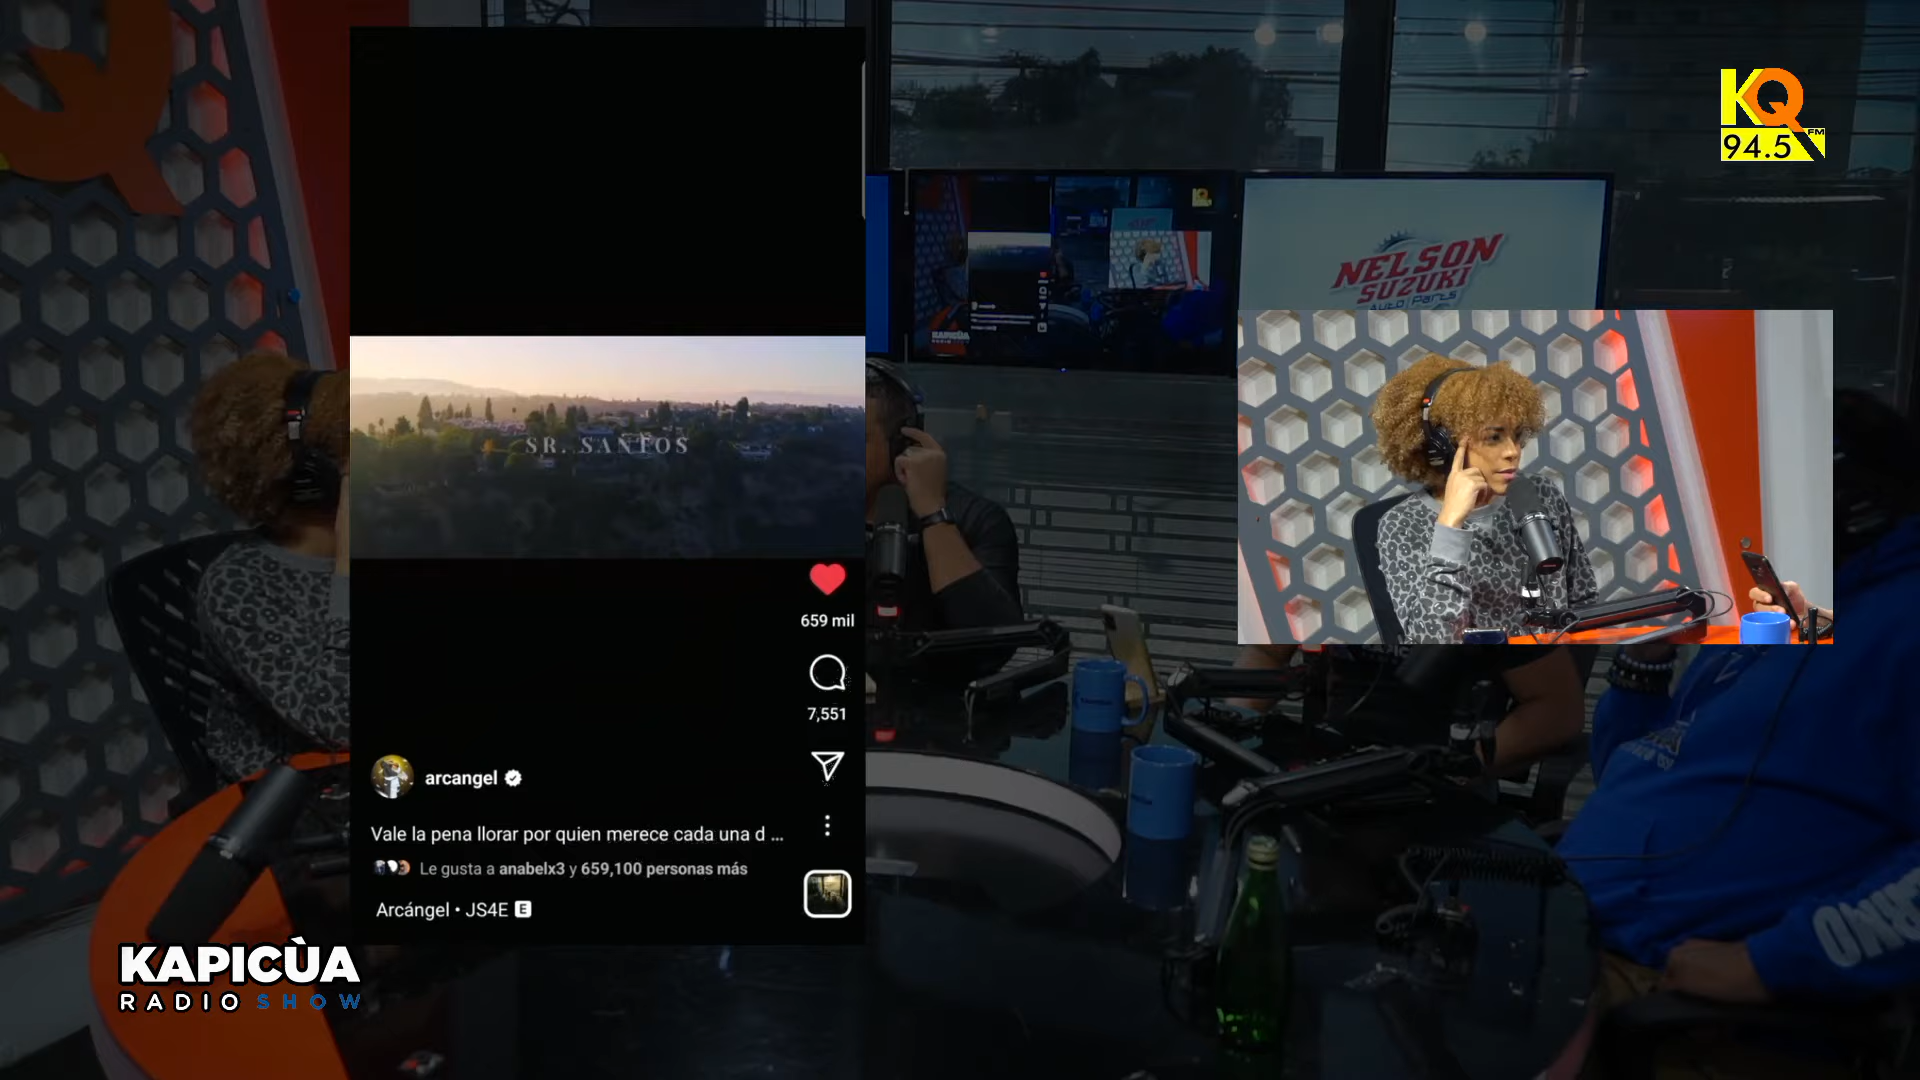 KQ
FM
94.5
NELSON
SUZUKI
Auto Parts
SR. SANTOS
659 mil
7,551
arcangel
Vale la pena llorar por quien merece cada una d ...
Le gusta a anabelx3 y 659,100 personas más
Arcángel • JS4E E
KAPICÙA
RADIO SHOW